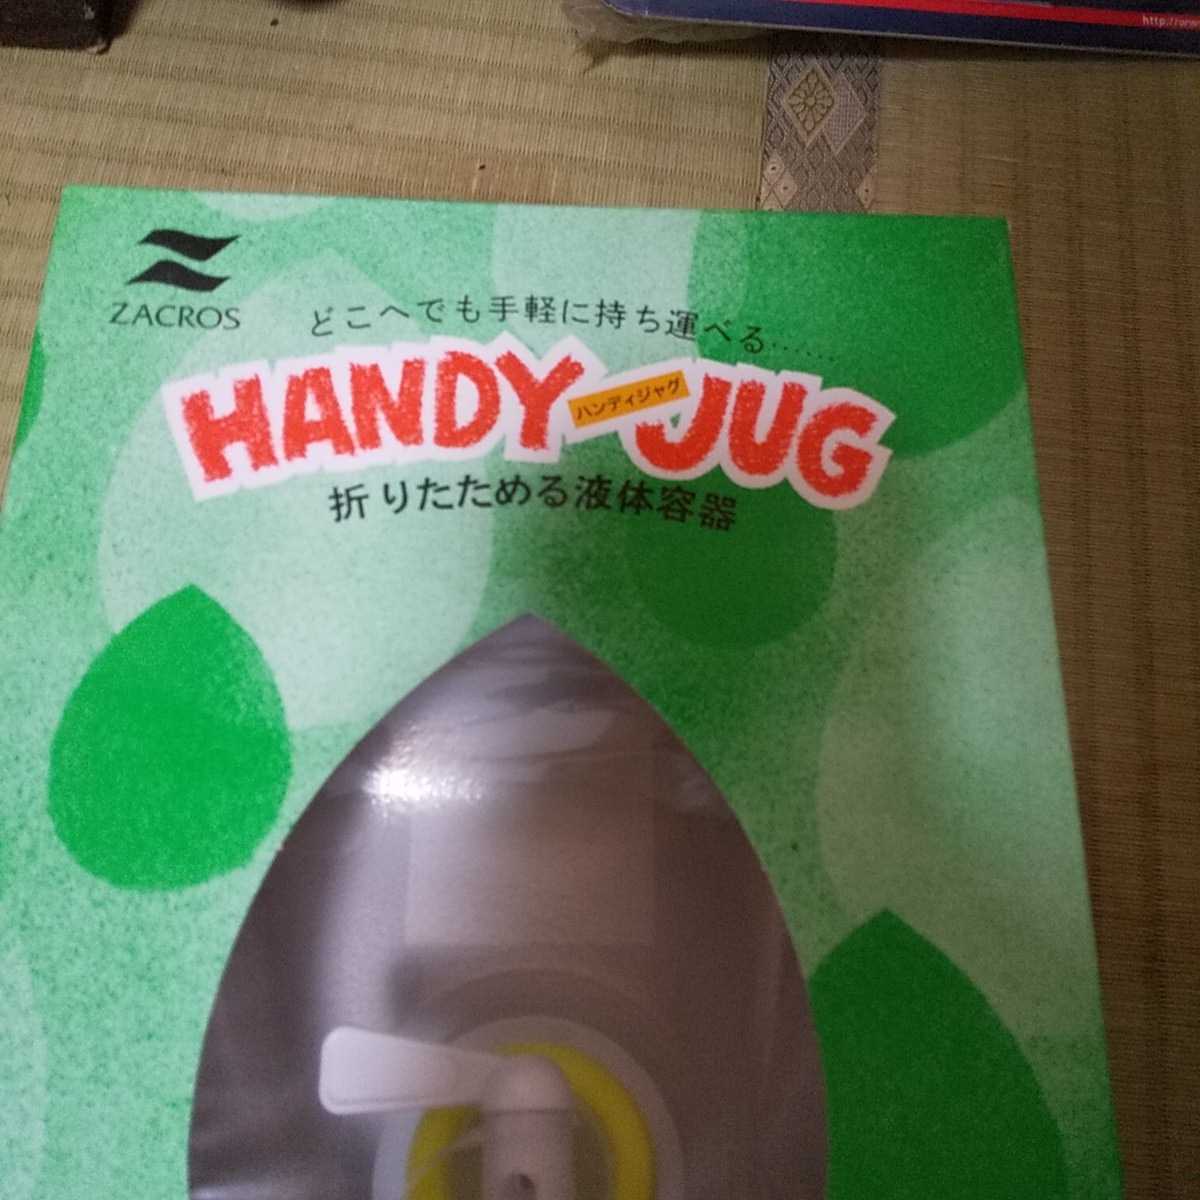 http://
ZACROS
どこへでも手軽に持ち運べる……
HANDY JUG
ハンディジャグ
折りたためる液体容器